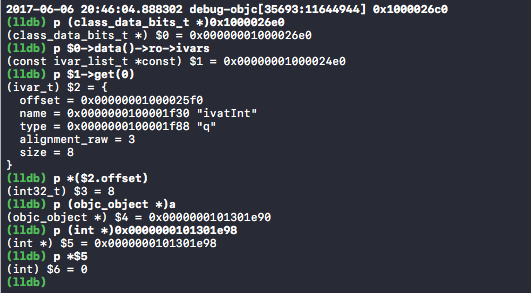 2017-06-06 20:46:04.888302 debug-objc[35693:11644944] 0x1000026c0
(lldb) p (class_data_bits_t *)0x1000026e0
(class_data_bits_t *) $0 = 0x00000001000026e0
(lldb) p $0->data()->ro->ivars
(const ivar_list_t *const) $1 = 0x00000001000024e0
(lldb) p $1->get(0)
(ivar_t) $2 = {
  offset = 0x00000001000025f0
  name = 0x0000000100001f30 "ivatInt"
  type = 0x0000000100001f88 "q"
  alignment_raw = 3
  size = 8
}
(lldb) p *($2.offset)
(int32_t) $3 = 8
(lldb) p (objc_object *)a
(objc_object *) $4 = 0x0000000101301e90
(lldb) p (int *)0x0000000101301e98
(int *) $5 = 0x0000000101301e98
(lldb) p *$5
(int) $6 = 0
(lldb)